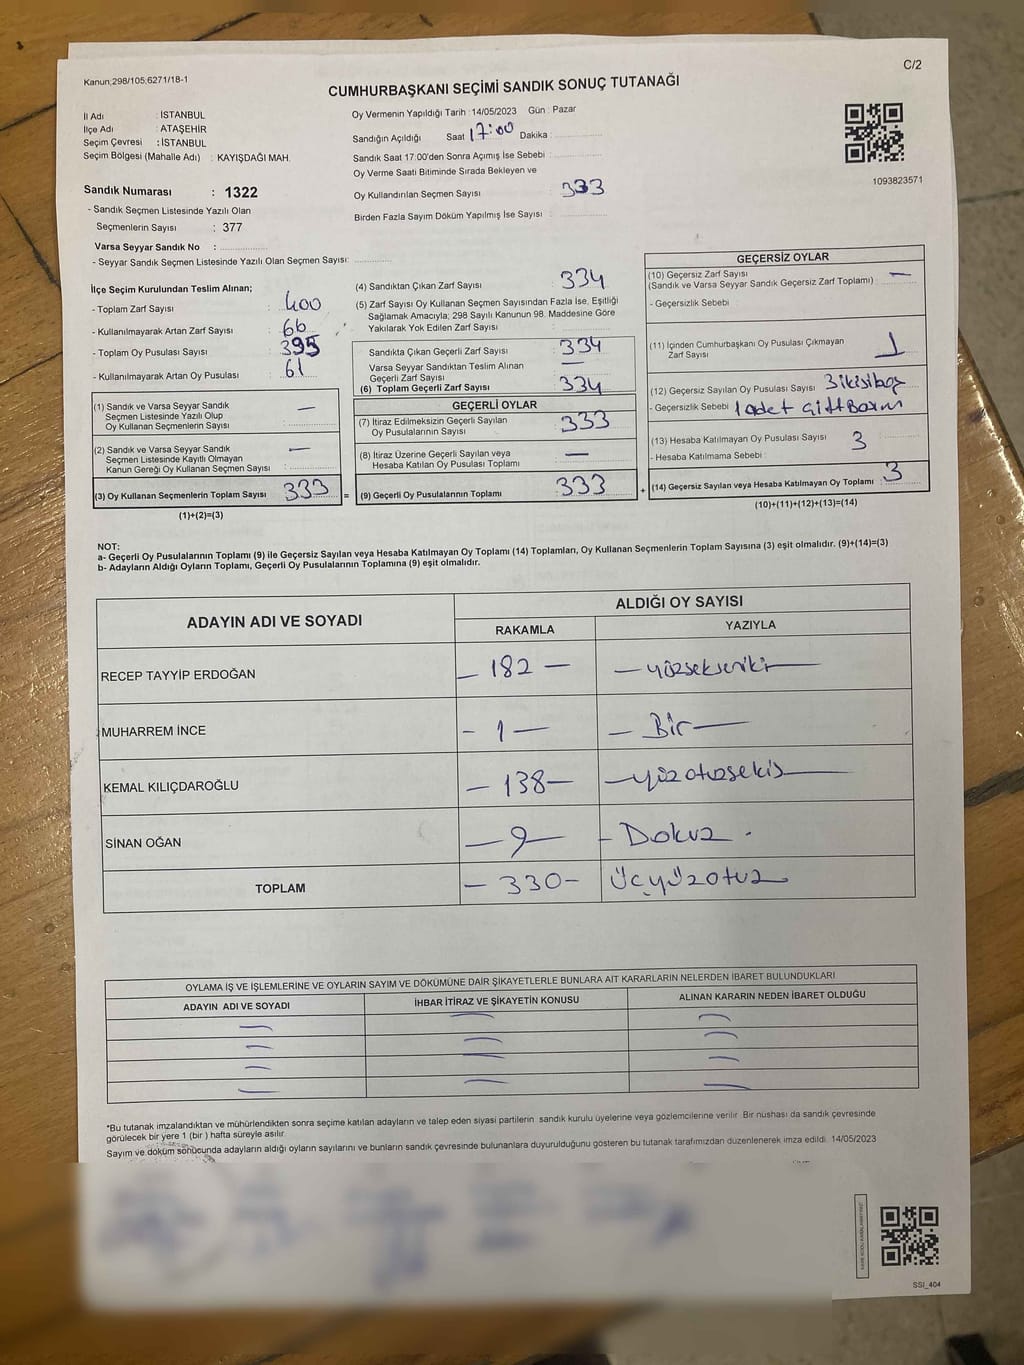 Kanun;298/105;6271/18-1
C/2
CUMHURBAŞKANI SEÇİMİ SANDIK SONUÇ TUTANAĞI
İl Adı : İSTANBUL
İlçe Adı : ATAŞEHİR
Seçim Çevresi : İSTANBUL
Seçim Bölgesi (Mahalle Adı) : KAYIŞDAĞI MAH.
Sandık Numarası : 1322
- Sandık Seçmen Listesinde Yazılı Olan
Seçmenlerin Sayısı : 377
Varsa Seyyar Sandık No :
- Seyyar Sandık Seçmen Listesinde Yazılı Olan Seçmen Sayısı:
Oy Vermenin Yapıldığı Tarih : 14/05/2023 Gün : Pazar
Sandığın Açıldığı Saat 17:00 Dakika :
Sandık Saat 17:00'den Sonra Açımış İse Sebebi :
Oy Verme Saati Bitiminde Sırada Bekleyen ve
Oy Kullandırılan Seçmen Sayısı : 333
Birden Fazla Sayım Döküm Yapılmış İse Sayısı :
1093823571
İlçe Seçim Kurulundan Teslim Alınan;
- Toplam Zarf Sayısı : 400
- Kullanılmayarak Artan Zarf Sayısı : 66
- Toplam Oy Pusulası Sayısı : 395
- Kullanılmayarak Artan Oy Pusulası : 61
(1) Sandık ve Varsa Seyyar Sandık
Seçmen Listesinde Yazılı Olup
Oy Kullanan Seçmenlerin Sayısı : —
(2) Sandık ve Varsa Seyyar Sandık
Seçmen Listesinde Kayıtlı Olmayan
Kanun Gereği Oy Kullanan Seçmen Sayısı : —
(3) Oy Kullanan Seçmenlerin Toplam Sayısı : 333 =
(1)+(2)=(3)
(4) Sandıktan Çıkan Zarf Sayısı : 334
(5) Zarf Sayısı Oy Kullanan Seçmen Sayısından Fazla İse, Eşitliği
Sağlamak Amacıyla; 298 Sayılı Kanunun 98. Maddesine Göre
Yakılarak Yok Edilen Zarf Sayısı :
Sandıkta Çıkan Geçerli Zarf Sayısı : 334
Varsa Seyyar Sandıktan Teslim Alınan
Geçerli Zarf Sayısı : —
(6) Toplam Geçerli Zarf Sayısı : 334
GEÇERLİ OYLAR
(7) İtiraz Edilmeksizin Geçerli Sayılan
Oy Pusulalarının Sayısı : 333
(8) İtiraz Üzerine Geçerli Sayılan veya
Hesaba Katılan Oy Pusulası Toplamı : —
(9) Geçerli Oy Pusulalarının Toplamı : 333 +
GEÇERSİZ OYLAR
(10) Geçersiz Zarf Sayısı
(Sandık ve Varsa Seyyar Sandık Geçersiz Zarf Toplamı) : —
- Geçersizlik Sebebi
(11) İçinden Cumhurbaşkanı Oy Pusulası Çıkmayan
Zarf Sayısı : 1
(12) Geçersiz Sayılan Oy Pusulası Sayısı : 3 ikisi boş
- Geçersizlik Sebebi : 1 adet çift Basım
(13) Hesaba Katılmayan Oy Pusulası Sayısı : 3
- Hesaba Katılmama Sebebi :
(14) Geçersiz Sayılan veya Hesaba Katılmayan Oy Toplamı : 3
(10)+(11)+(12)+(13)=(14)
NOT:
a- Geçerli Oy Pusulalarının Toplamı (9) ile Geçersiz Sayılan veya Hesaba Katılmayan Oy Toplamı (14) Toplamları, Oy Kullanan Seçmenlerin Toplam Sayısına (3) eşit olmalıdır. (9)+(14)=(3)
b- Adayların Aldığı Oyların Toplamı, Geçerli Oy Pusulalarının Toplamına (9) eşit olmalıdır.
ADAYIN ADI VE SOYADI
ALDIĞI OY SAYISI
RAKAMLA YAZIYLA
RECEP TAYYİP ERDOĞAN — 182 — — yüzsekseniki —
MUHARREM İNCE - 1 — — Bir —
KEMAL KILIÇDAROĞLU — 138 — — yüzotuzsekiz —
SİNAN OĞAN — 9 — - Dokuz .
TOPLAM — 330 - Üçyüzotuz
OYLAMA İŞ VE İŞLEMLERİNE VE OYLARIN SAYIM VE DÖKÜMÜNE DAİR ŞİKAYETLERLE BUNLARA AİT KARARLARIN NELERDEN İBARET BULUNDUKLARI
ADAYIN ADI VE SOYADI İHBAR İTİRAZ VE ŞİKAYETİN KONUSU ALINAN KARARIN NEDEN İBARET OLDUĞU
— — —
— — —
— — —
— — —
*Bu tutanak imzalandıktan ve mühürlendikten sonra seçime katılan adayların ve talep eden siyasi partilerin sandık kurulu üyelerine veya gözlemcilerine verilir. Bir nüshası da sandık çevresinde
görülecek bir yere 1 (bir ) hafta süreyle asılır.
Sayım ve döküm sonucunda adayların aldığı oyların sayılarını ve bunların sandık çevresinde bulunanlara duyurulduğunu gösteren bu tutanak tarafımızdan düzenlenerek imza edildi. 14/05/2023
SSI_404